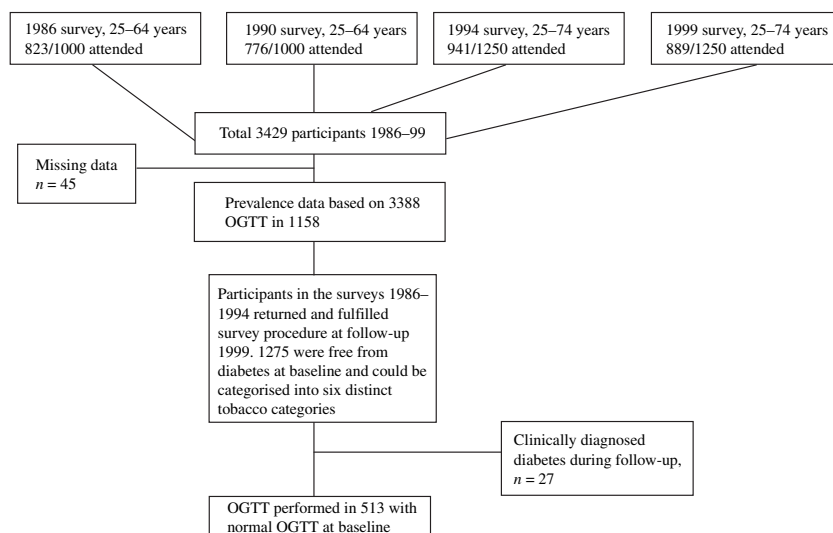 1986 survey, 25–64 years
823/1000 attended
1990 survey, 25–64 years
776/1000 attended
1994 survey, 25–74 years
941/1250 attended
1999 survey, 25–74 years
889/1250 attended
Total 3429 participants 1986–99
Missing data
n = 45
Prevalence data based on 3388
OGTT in 1158
Participants in the surveys 1986–
1994 returned and fulfilled
survey procedure at follow-up
1999. 1275 were free from
diabetes at baseline and could be
categorised into six distinct
tobacco categories
Clinically diagnosed
diabetes during follow-up,
n = 27
OGTT performed in 513 with
normal OGTT at baseline